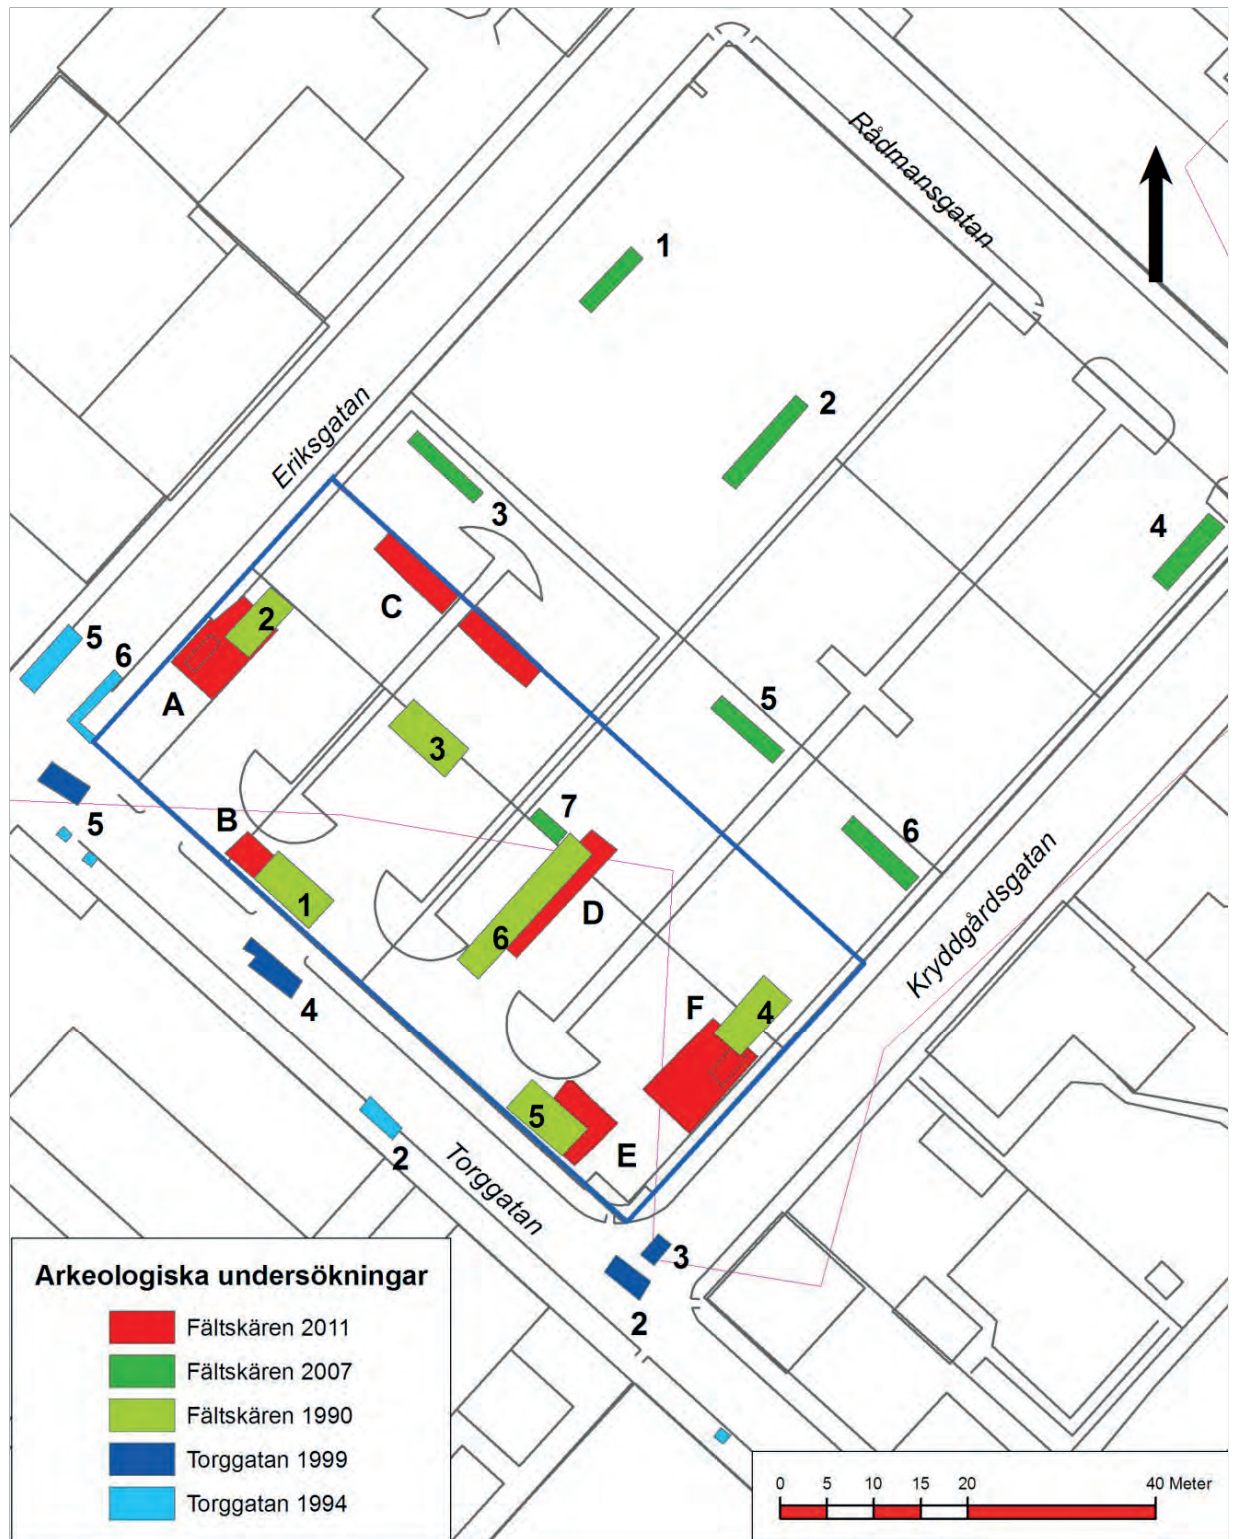 Rådmansgatan
1
2
Eriksgatan
3
4
C
5
2
6
A
5
3
B
7
6
5
1
D
6
Kryddgårdsgatan
4
F
4
5
2
E
Torggatan
3
2
Arkeologiska undersökningar
Fältskären 2011
Fältskären 2007
Fältskären 1990
Torggatan 1999
Torggatan 1994
0 5 10 15 20 40 Meter